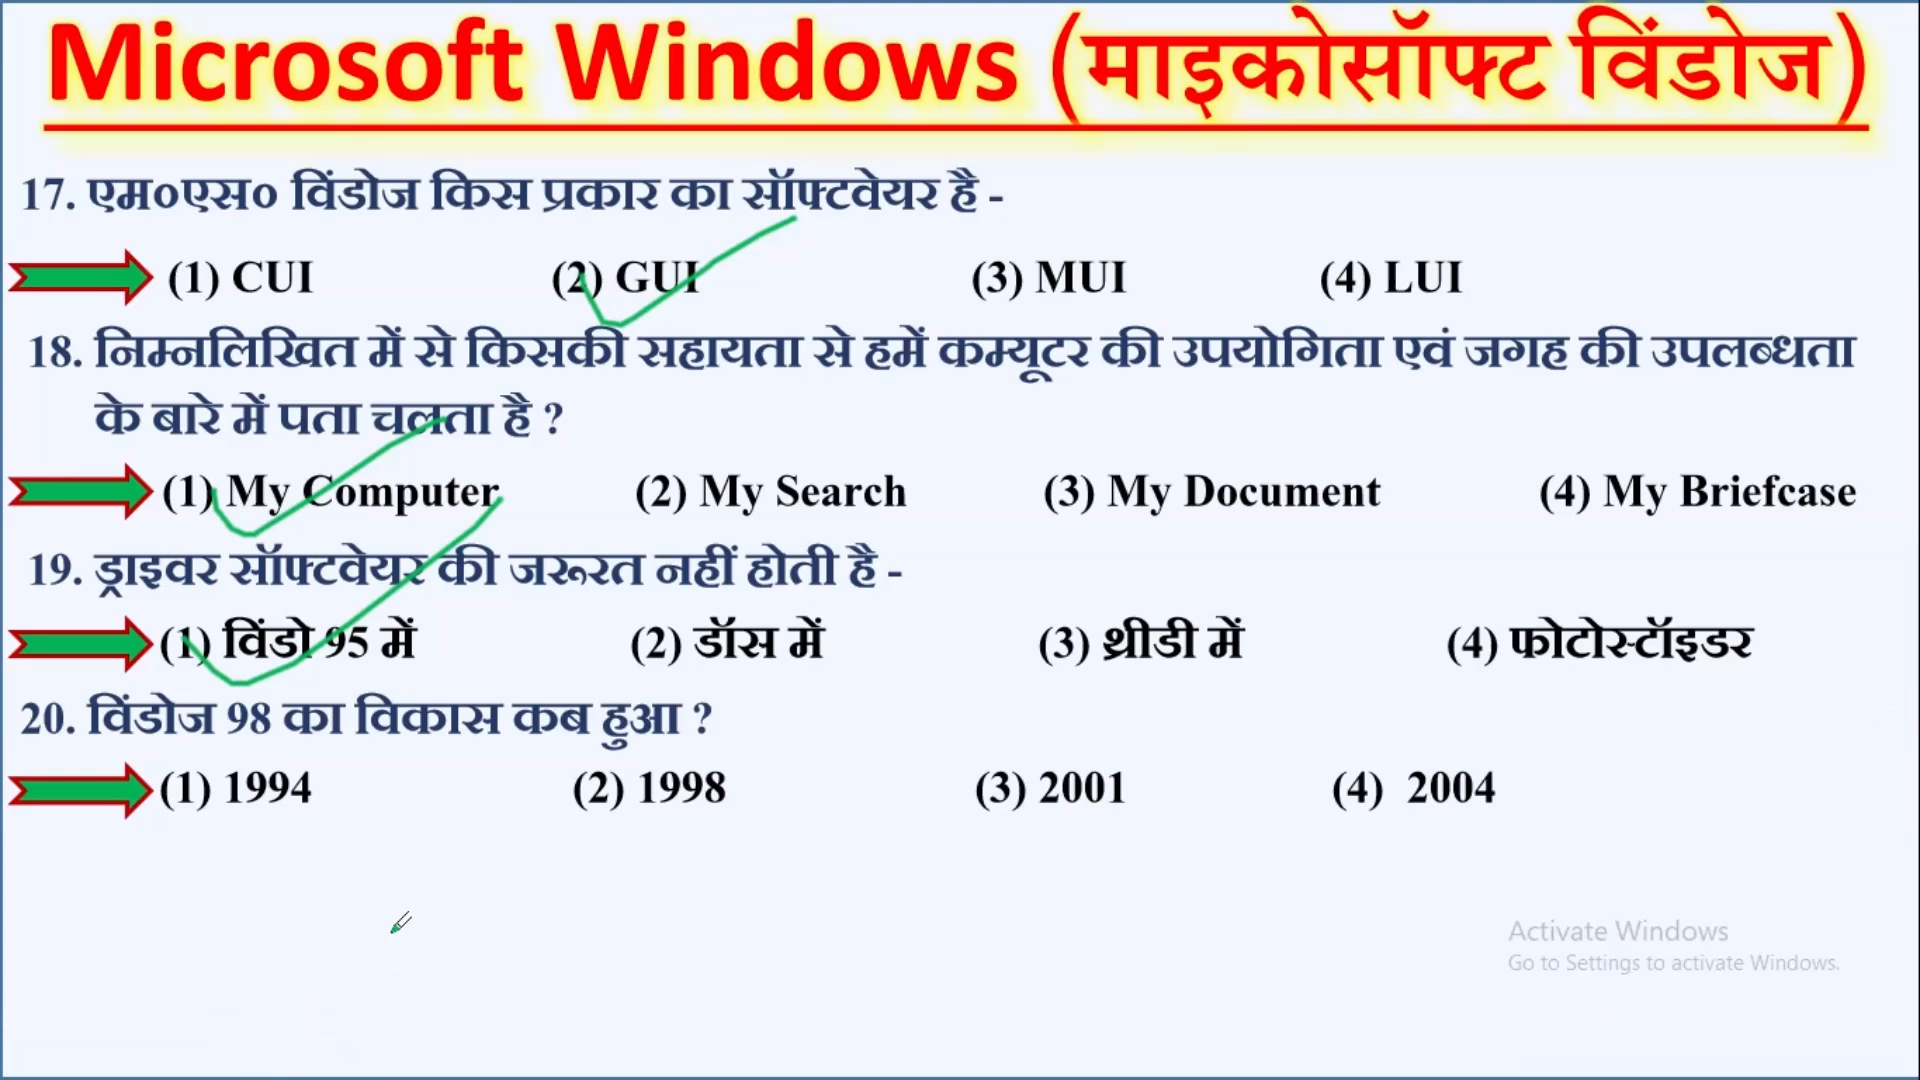 Microsoft Windows (माइकोसॉफ्ट विंडोज)
17. एम०एस० विंडोज किस प्रकार का सॉफ्टवेयर है -
(1) CUI (2) GUI (3) MUI (4) LUI
18. निम्नलिखित में से किसकी सहायता से हमें कम्यूटर की उपयोगिता एवं जगह की उपलब्धता
के बारे में पता चलता है ?
(1) My Computer (2) My Search (3) My Document (4) My Briefcase
19. ड्राइवर सॉफ्टवेयर की जरूरत नहीं होती है -
(1) विंडो 95 में (2) डॉस में (3) थ्रीडी में (4) फोटोस्टॉइडर
20. विंडोज 98 का विकास कब हुआ ?
(1) 1994 (2) 1998 (3) 2001 (4) 2004
Activate Windows
Go to Settings to activate Windows.